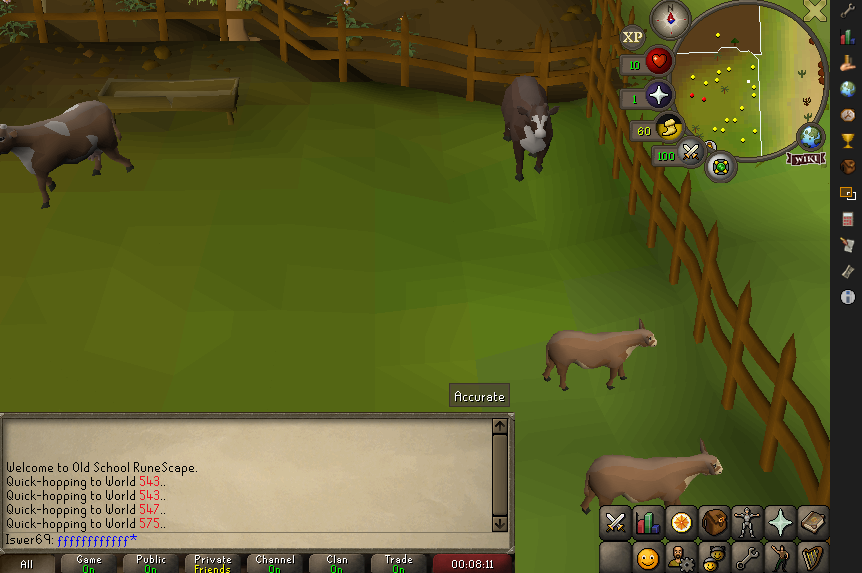 N
XP
10
1
60
100
WIKI
Accurate
Welcome to Old School RuneScape.
Quick-hopping to World 543..
Quick-hopping to World 543..
Quick-hopping to World 547..
Quick-hopping to World 575..
Iswer69: ffffffffffff*
All
Game
On
Public
On
Private
Friends
Channel
On
Clan
On
Trade
On
00:08:11